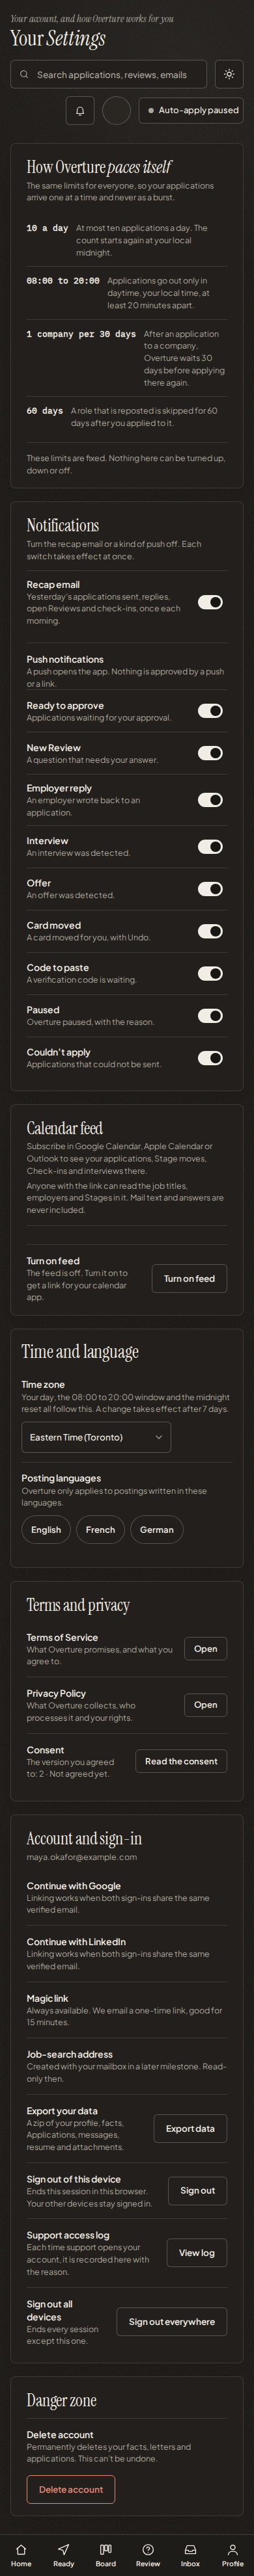 Your account, and how Overture works for you
Your Settings
Search applications, reviews, emails
Auto-apply paused
How Overture paces itself
The same limits for everyone, so your applications
arrive one at a time and never as a burst.
10 a day
At most ten applications a day. The
count starts again at your local
midnight.
08:00 to 20:00
Applications go out only in
daytime, your local time, at
least 20 minutes apart.
1 company per 30 days
After an application
to a company,
Overture waits 30
days before applying
there again.
60 days
A role that is reposted is skipped for 60
days after you applied to it.
These limits are fixed. Nothing here can be turned up,
down or off.
Notifications
Turn the recap email or a kind of push off. Each
switch takes effect at once.
Recap email
Yesterday's applications sent, replies,
open Reviews and check-ins, once each
morning.
Push notifications
A push opens the app. Nothing is approved by a push
or a link.
Ready to approve
Applications waiting for your approval.
New Review
A question that needs your answer.
Employer reply
An employer wrote back to an
application.
Interview
An interview was detected.
Offer
An offer was detected.
Card moved
A card moved for you, with Undo.
Code to paste
A verification code is waiting.
Paused
Overture paused, with the reason.
Couldn't apply
Applications that could not be sent.
Calendar feed
Subscribe in Google Calendar, Apple Calendar or
Outlook to see your applications, Stage moves,
Check-ins and interviews there.
Anyone with the link can read the job titles,
employers and Stages in it. Mail text and answers are
never included.
Turn on feed
The feed is off. Turn it on to
get a link for your calendar
app.
Turn on feed
Time and language
Time zone
Your day, the 08:00 to 20:00 window and the midnight
reset all follow this. A change takes effect after 7 days.
Eastern Time (Toronto)
Posting languages
Overture only applies to postings written in these
languages.
English
French
German
Terms and privacy
Terms of Service
What Overture promises, and what you
agree to.
Open
Privacy Policy
What Overture collects, who
processes it and your rights.
Open
Consent
The version you agreed
to: 2 · Not agreed yet.
Read the consent
Account and sign-in
maya.okafor@example.com
Continue with Google
Linking works when both sign-ins share the same
verified email.
Continue with LinkedIn
Linking works when both sign-ins share the same
verified email.
Magic link
Always available. We email a one-time link, good for
15 minutes.
Job-search address
Created with your mailbox in a later milestone. Read-
only then.
Export your data
A zip of your profile, facts,
Applications, messages,
resume and attachments.
Export data
Sign out of this device
Ends this session in this browser.
Your other devices stay signed in.
Sign out
Support access log
Each time support opens your
account, it is recorded here with
the reason.
View log
Sign out all
devices
Ends every session
except this one.
Sign out everywhere
Danger zone
Delete account
Permanently deletes your facts, letters and
applications. This can't be undone.
Delete account
Home
Ready
Board
Review
Inbox
Profile